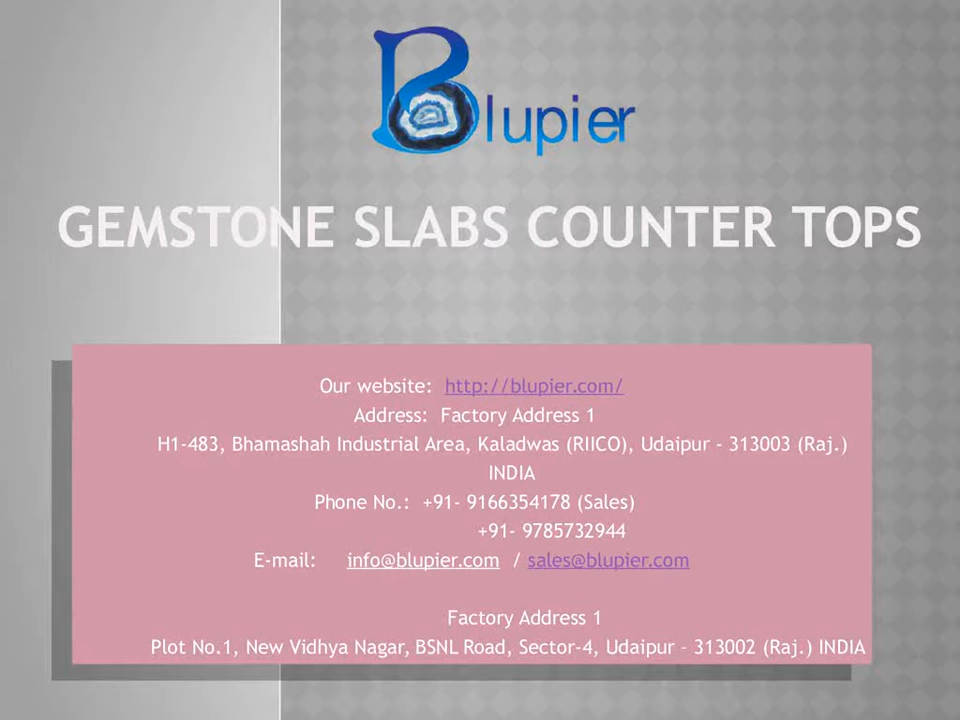 Blupier
GEMSTONE SLABS COUNTER TOPS
Our website: http://blupier.com/
Address: Factory Address 1
H1-483, Bhamashah Industrial Area, Kaladwas (RIICO), Udaipur - 313003 (Raj.)
INDIA
Phone No.: +91- 9166354178 (Sales)
+91- 9785732944
E-mail: info@blupier.com / sales@blupier.com
Factory Address 1
Plot No.1, New Vidhya Nagar, BSNL Road, Sector-4, Udaipur – 313002 (Raj.) INDIA